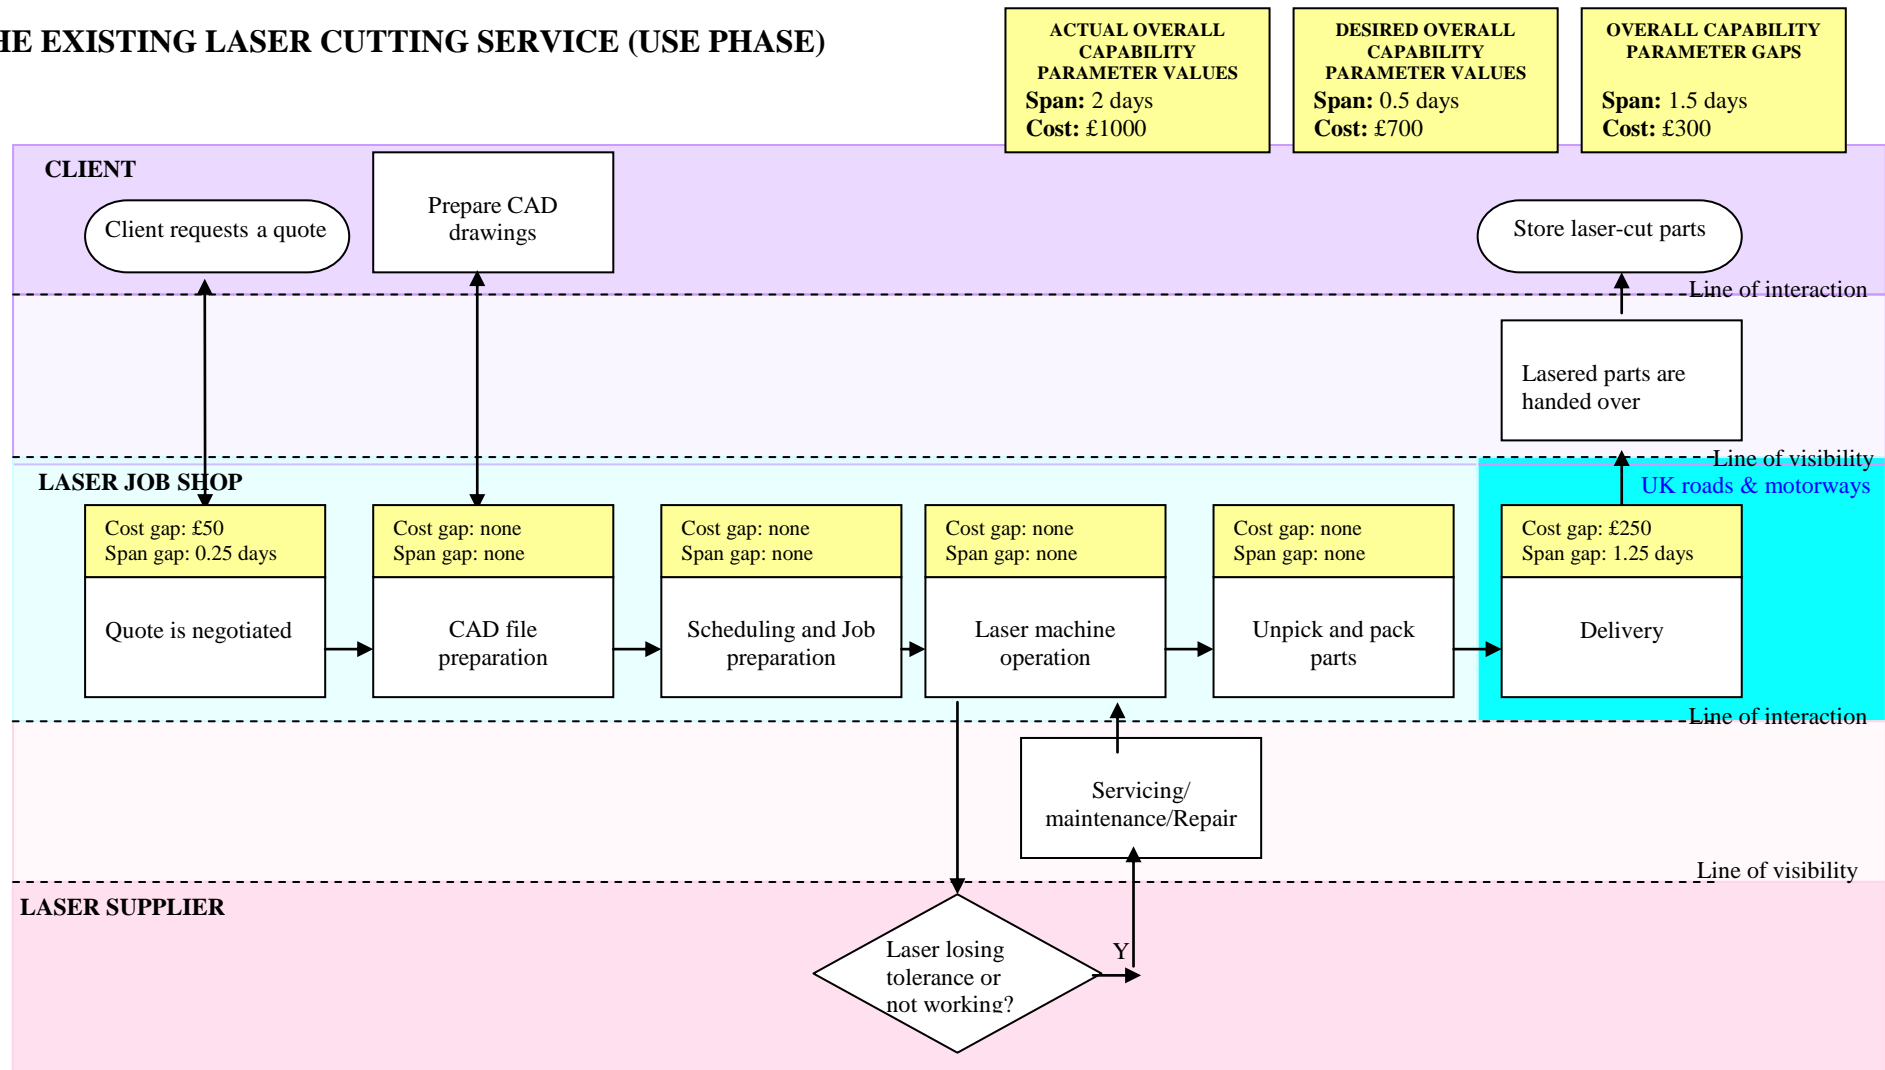 HE EXISTING LASER CUTTING SERVICE (USE PHASE)
ACTUAL OVERALL
CAPABILITY
PARAMETER VALUES
Span: 2 days
Cost: £1000
DESIRED OVERALL
CAPABILITY
PARAMETER VALUES
Span: 0.5 days
Cost: £700
OVERALL CAPABILITY
PARAMETER GAPS
Span: 1.5 days
Cost: £300
CLIENT
Client requests a quote
Prepare CAD
drawings
Store laser-cut parts
Line of interaction
Lasered parts are
handed over
Line of visibility
LASER JOB SHOP
UK roads & motorways
Cost gap: £50
Span gap: 0.25 days
Quote is negotiated
Cost gap: none
Span gap: none
CAD file
preparation
Cost gap: none
Span gap: none
Scheduling and Job
preparation
Cost gap: none
Span gap: none
Laser machine
operation
Cost gap: none
Span gap: none
Unpick and pack
parts
Cost gap: £250
Span gap: 1.25 days
Delivery
Line of interaction
Servicing/
maintenance/Repair
Line of visibility
LASER SUPPLIER
Laser losing
tolerance or
not working?
Y